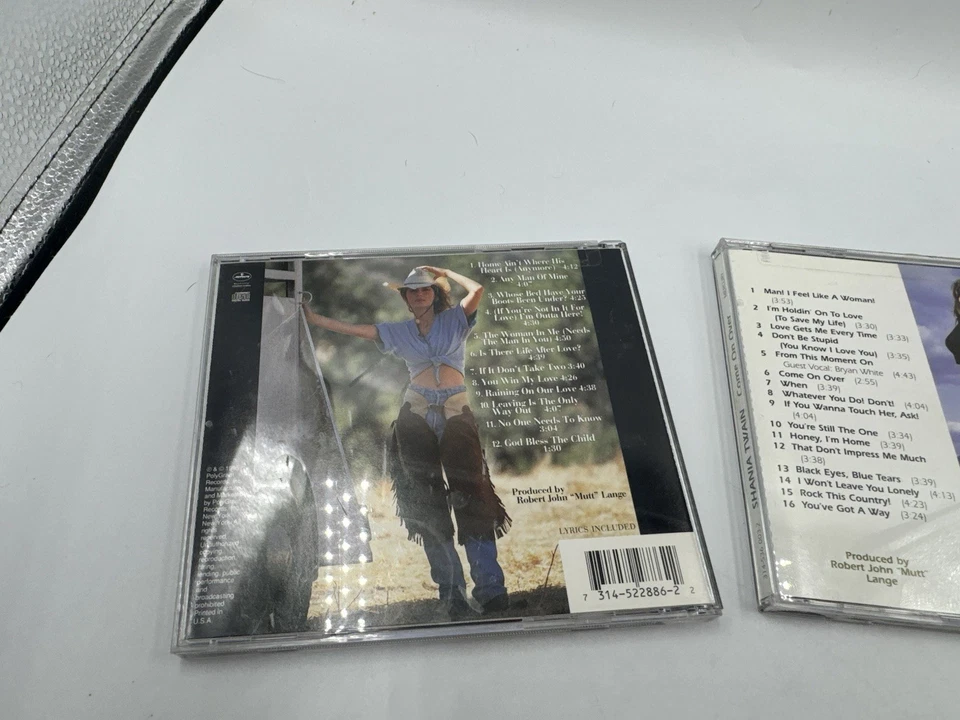 1. Home Ain't Where His
Heart Is (Anymore) 4:12
2. Any Man Of Mine
4:07
3. Whose Bed Have Your
Boots Been Under? 4:25
4. (If You're Not In It For
Love) I'm Outta Here!
4:30
5. The Woman In Me (Needs
The Man In You) 4:50
6. Is There Life After Love?
4:39
7. If It Don't Take Two 3:40
8. You Win My Love 4:26
9. Raining On Our Love 4:38
10. Leaving Is The Only
Way Out 4:07
11. No One Needs To Know
3:04
12. God Bless The Child
1:30
Produced by
Robert John "Mutt" Lange
LYRICS INCLUDED
7 314-522886-2 2
reproduction,
lending, public
performance
and
broadcasting
prohibited
Printed in
U.S.A.
SHANIA TWAIN Come On Over
1 Man! I Feel Like A Woman!
(3:53)
2 I'm Holdin' On To Love
(To Save My Life) (3:30)
3 Love Gets Me Every Time (3:33)
4 Don't Be Stupid
(You Know I Love You) (3:35)
5 From This Moment On
Guest Vocal: Bryan White (4:43)
6 Come On Over (2:55)
7 When (3:39)
8 Whatever You Do! Don't! (4:04)
9 If You Wanna Touch Her, Ask!
(4:04)
10 You're Still The One (3:34)
11 Honey, I'm Home (3:39)
12 That Don't Impress Me Much
(3:38)
13 Black Eyes, Blue Tears (3:39)
14 I Won't Leave You Lonely (4:13)
15 Rock This Country! (4:23)
16 You've Got A Way (3:24)
Produced by
Robert John "Mutt"
Lange